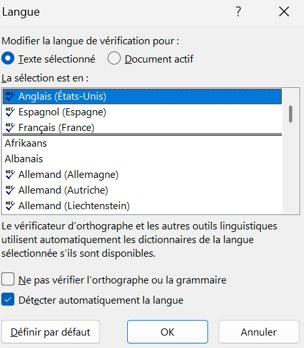 Langue
?
Modifier la langue de vérification pour :
Texte sélectionné
Document actif
La sélection est en :
Anglais (États-Unis)
Espagnol (Espagne)
Français (France)
Afrikaans
Albanais
Allemand (Allemagne)
Allemand (Autriche)
Allemand (Liechtenstein)
Le vérificateur d'orthographe et les autres outils linguistiques
utilisent automatiquement les dictionnaires de la langue
sélectionnée s'ils sont disponibles.
Ne pas vérifier l'orthographe ou la grammaire
Détecter automatiquement la langue
Définir par défaut
OK
Annuler